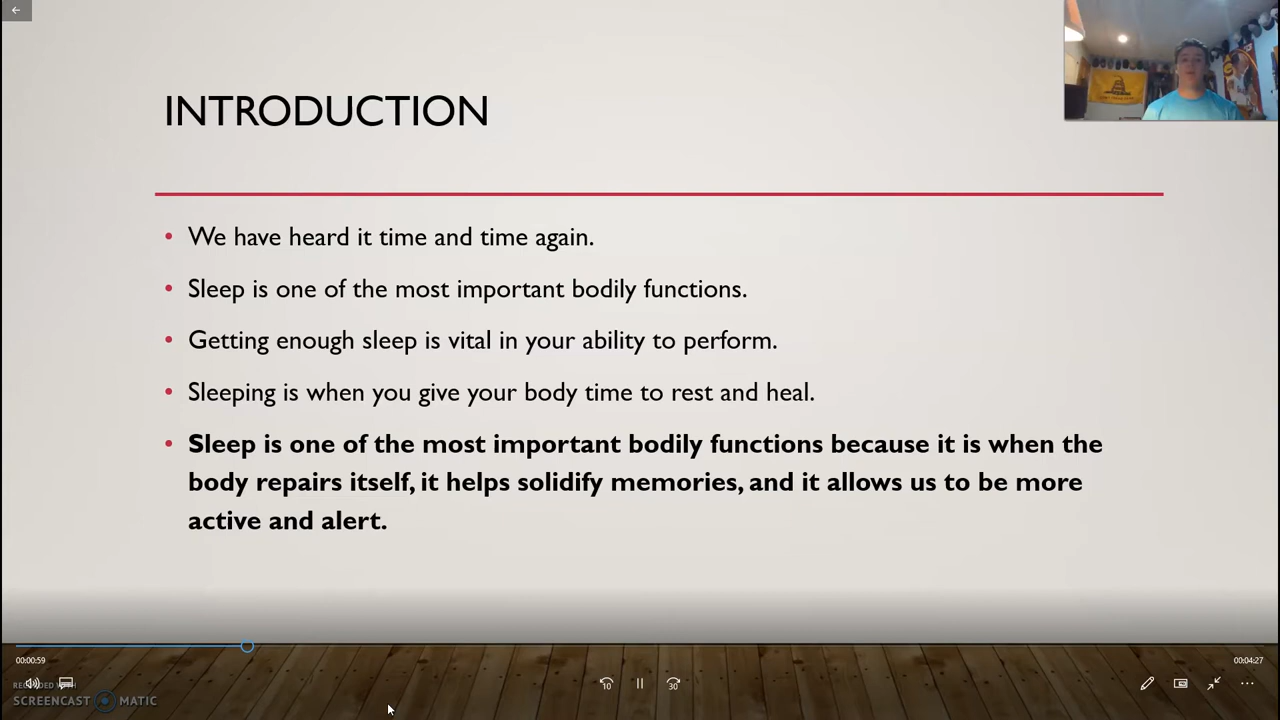 INTRODUCTION
• We have heard it time and time again.
• Sleep is one of the most important bodily functions.
• Getting enough sleep is vital in your ability to perform.
• Sleeping is when you give your body time to rest and heal.
• Sleep is one of the most important bodily functions because it is when the
body repairs itself, it helps solidify memories, and it allows us to be more
active and alert.
00:00:59
00:04:27
10
30
SCREENCAST MATIC